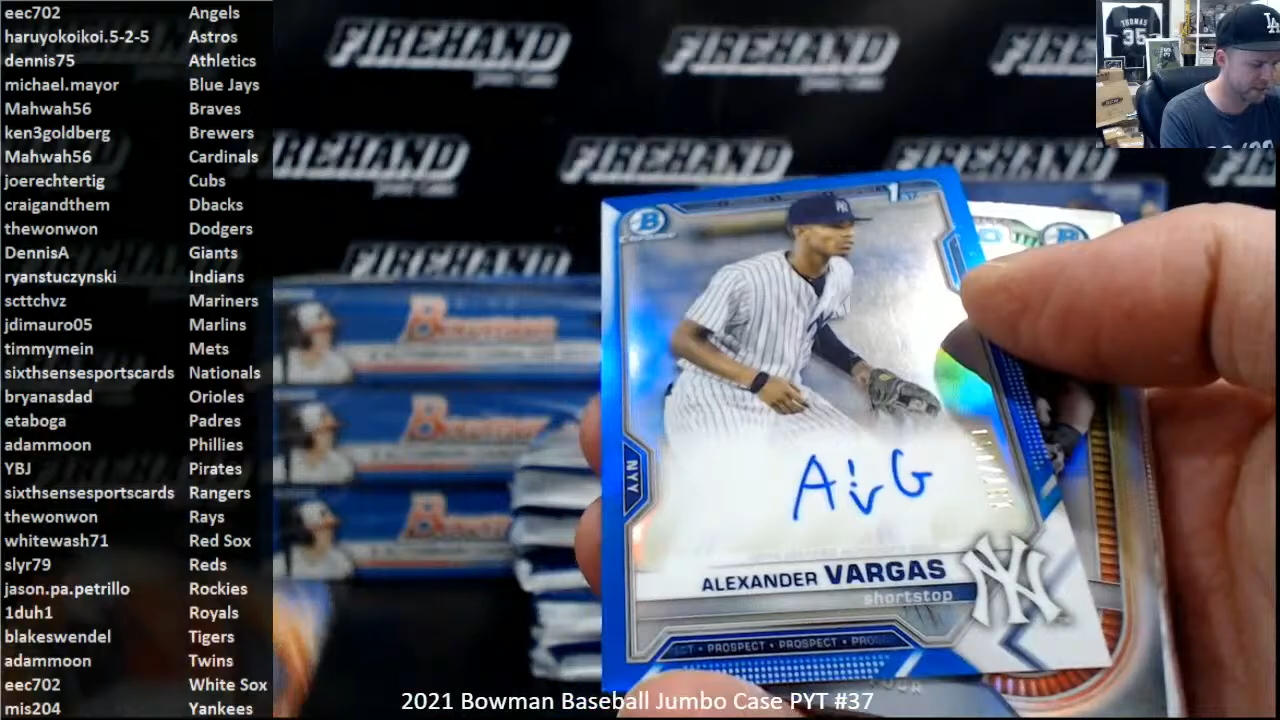 eec702 Angels
haruyokoikoi.5-2-5 Astros
dennis75 Athletics
michael.mayor Blue Jays
Mahwah56 Braves
ken3goldberg Brewers
Mahwah56 Cardinals
joerechtertig Cubs
craigandthem Dbacks
thewonwon Dodgers
DennisA Giants
ryanstuczynski Indians
scttchvz Mariners
jdimauro05 Marlins
timmymein Mets
sixthsensesportscards Nationals
bryanasdad Orioles
etaboga Padres
adammoon Phillies
YBJ Pirates
sixthsensesportscards Rangers
thewonwon Rays
whitewash71 Red Sox
slyr79 Reds
jason.pa.petrillo Rockies
1duh1 Royals
blakeswendel Tigers
adammoon Twins
eec702 White Sox
mis204 Yankees
FIREHAND
FIREHAND
FIREHAND
FIREHAND
FIREHAND
THOMAS
35
LA
Bowman
Bowman
Bowman
B
1st
NY
NYY
A.v G
ALEXANDER VARGAS
shortstop
NY
PROSPECT • PROSPECT
2021 Bowman Baseball Jumbo Case PYT #37